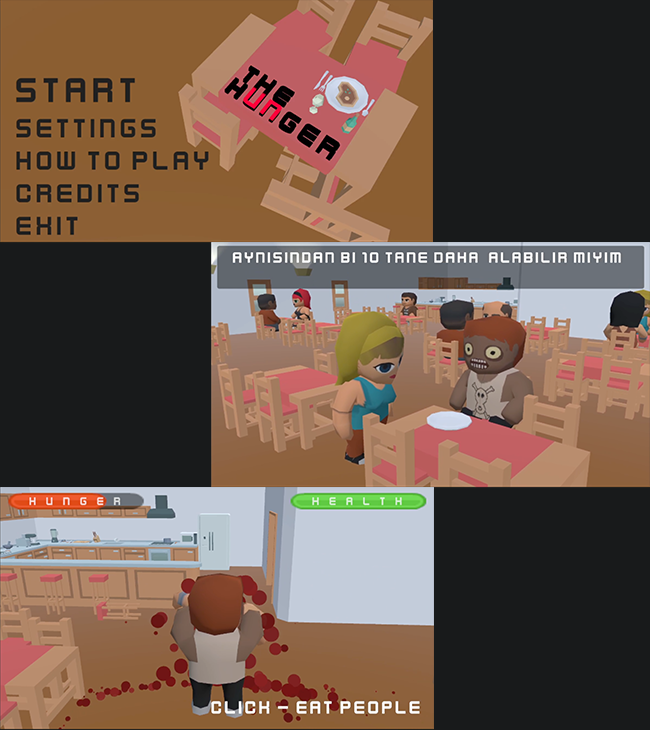 START
SETTINGS
HOW TO PLAY
CREDITS
EXIT
THE
HUNGER
AYNISINDAN BI 10 TANE DAHA ALABILIR MIYIM
HUNGER
HEALTH
CLICK - EAT PEOPLE